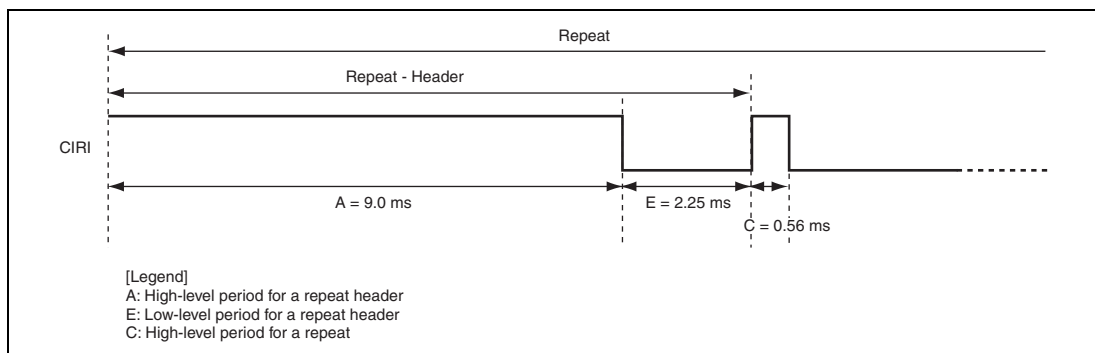 Repeat
Repeat - Header
CIRI
A = 9.0 ms
E = 2.25 ms
C = 0.56 ms
[Legend]
A: High-level period for a repeat header
E: Low-level period for a repeat header
C: High-level period for a repeat